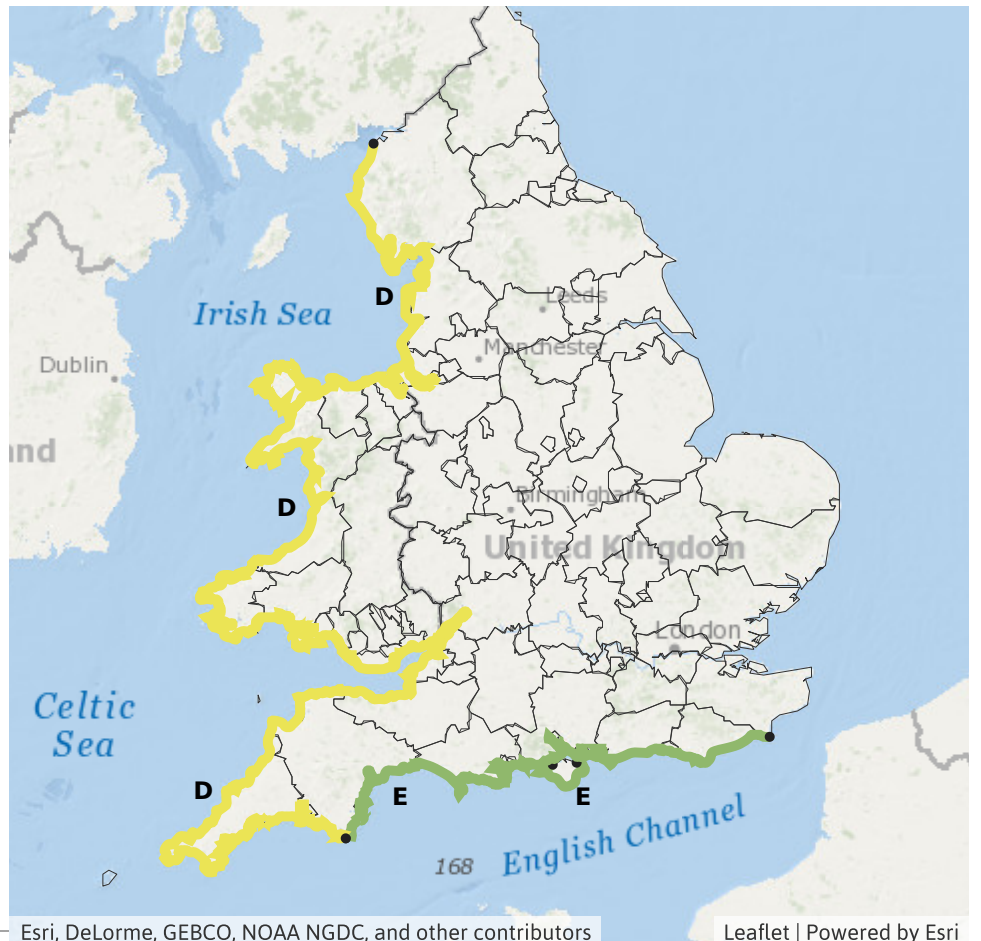 D
Leeds
Irish Sea
Manchester
Dublin
nd
D
Birmingham
United Kingdom
London
Celtic
Sea
D
E
E
English Channel
168
Esri, DeLorme, GEBCO, NOAA NGDC, and other contributors
Leaflet | Powered by Esri